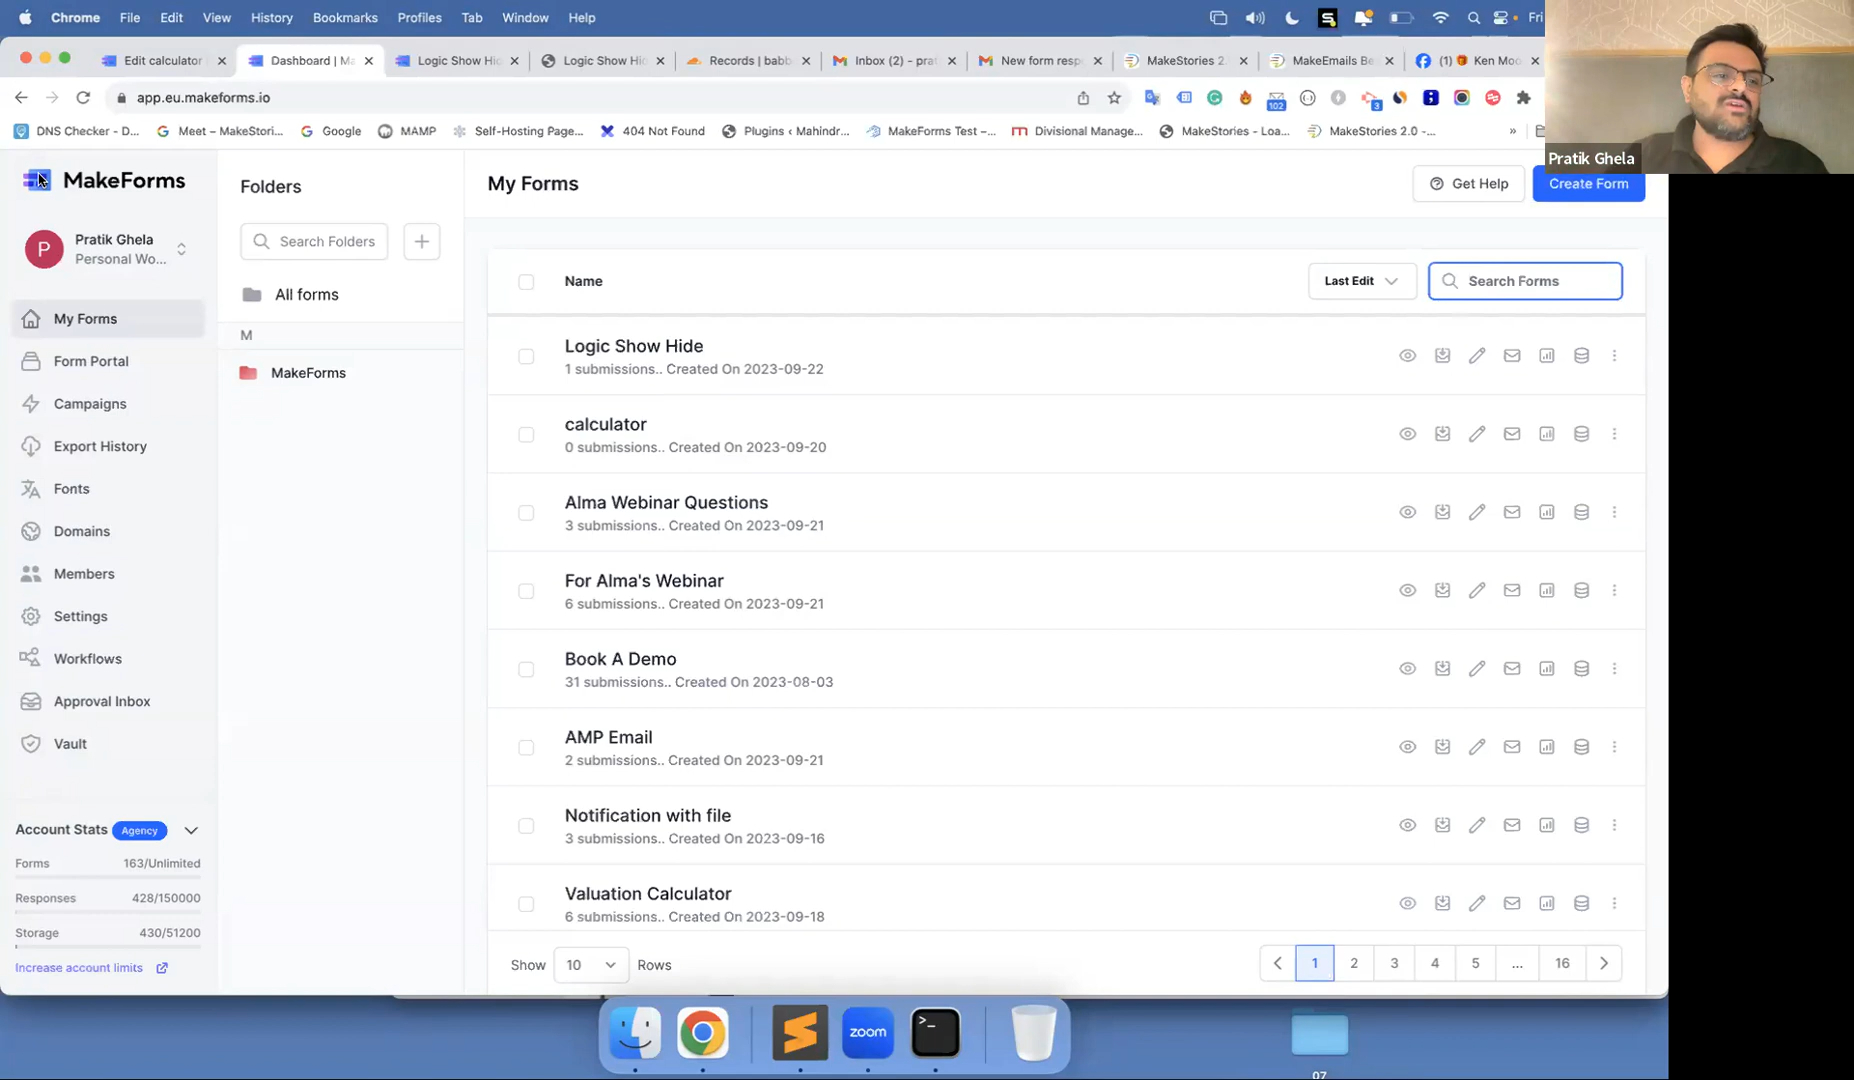 Chrome File Edit View History Bookmarks Profiles Tab Window Help Fri
Edit calculator Dashboard | Ma Logic Show Hid Logic Show Hid Records | babb Inbox (2) - prat New form resp MakeStories 2. MakeEmails Be (1) 🎁 Ken Moo
app.eu.makeforms.io 102 3
DNS Checker - D... Meet – MakeStori... Google MAMP Self-Hosting Page... 404 Not Found Plugins ‹ Mahindr... MakeForms Test –... Divisional Manage... MakeStories - Loa... MakeStories 2.0 -... »
Pratik Ghela
MakeForms
P
Pratik Ghela
Personal Wo...
My Forms
Form Portal
Campaigns
Export History
Fonts
Domains
Members
Settings
Workflows
Approval Inbox
Vault
Account Stats Agency
Forms 163/Unlimited
Responses 428/150000
Storage 430/51200
Increase account limits
Folders
Search Folders
All forms
M
MakeForms
My Forms
Get Help
Create Form
Name
Last Edit
Search Forms
Logic Show Hide
1 submissions.. Created On 2023-09-22
calculator
0 submissions.. Created On 2023-09-20
Alma Webinar Questions
3 submissions.. Created On 2023-09-21
For Alma's Webinar
6 submissions.. Created On 2023-09-21
Book A Demo
31 submissions.. Created On 2023-08-03
AMP Email
2 submissions.. Created On 2023-09-21
Notification with file
3 submissions.. Created On 2023-09-16
Valuation Calculator
6 submissions.. Created On 2023-09-18
Show 10 Rows
1 2 3 4 5 ... 16
zoom
07